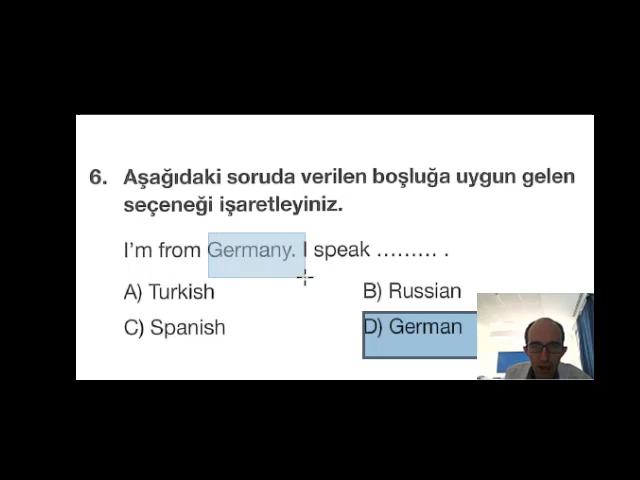 6. Aşağıdaki soruda verilen boşluğa uygun gelen
seçeneği işaretleyiniz.
I'm from Germany. I speak ......... .
A) Turkish B) Russian
C) Spanish D) German